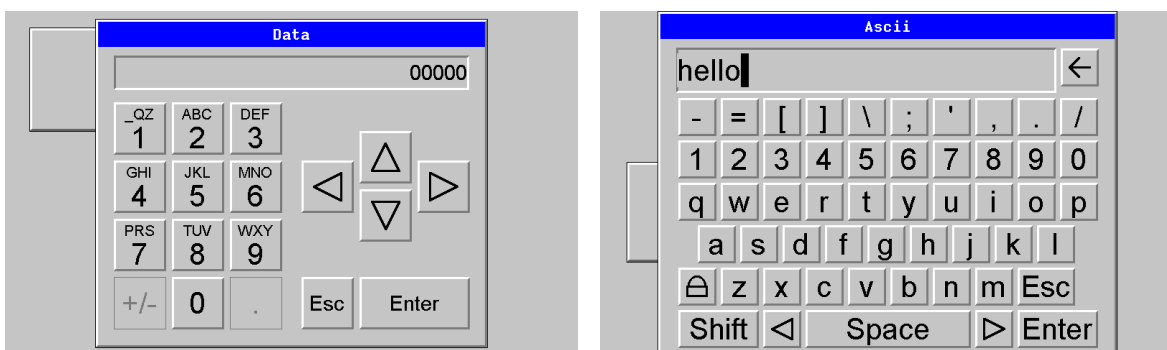 Data
00000
_QZ ABC DEF
1 2 3
GHI JKL MNO
4 5 6
PRS TUV WXY
7 8 9
+/- 0 . Esc Enter
Ascii
hello
- = [ ] \ ; ' , . /
1 2 3 4 5 6 7 8 9 0
q w e r t y u i o p
a s d f g h j k l
z x c v b n m Esc
Shift Space Enter